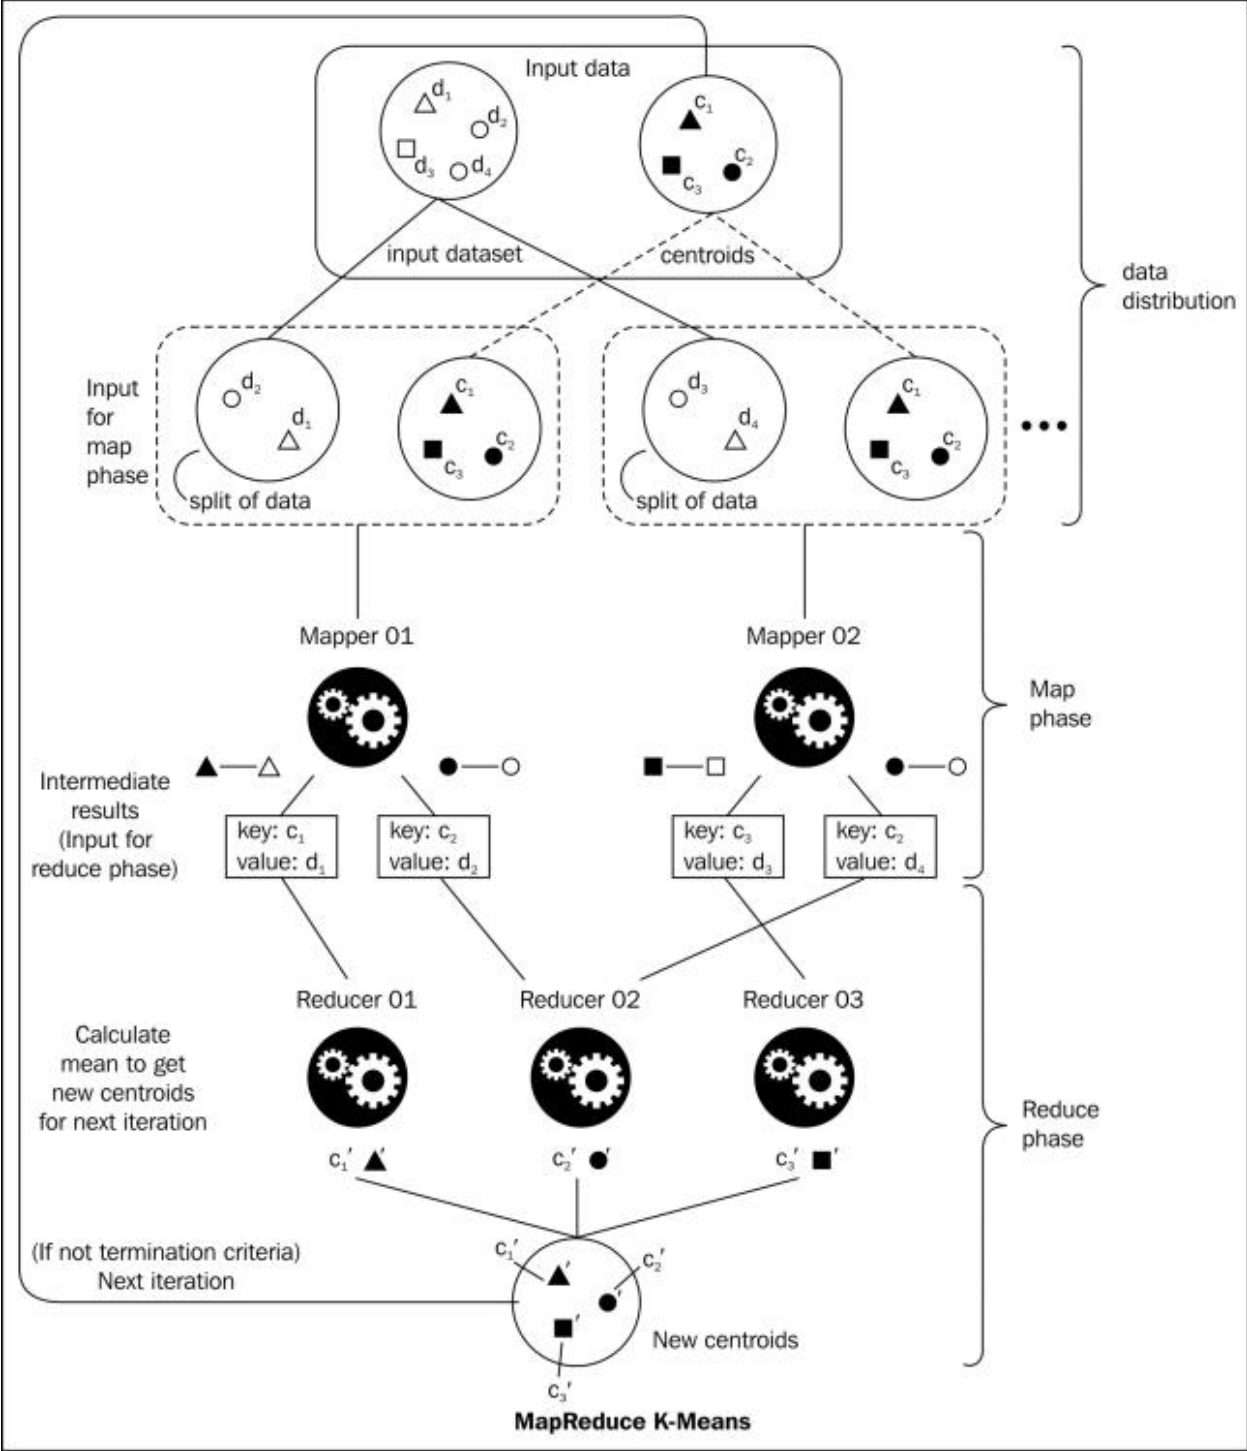 Input data
d₁
d₂
d₃
d₄
c₁
c₂
c₃
input dataset
centroids
data
distribution
Input
for
map
phase
d₂
d₁
split of data
c₁
c₂
c₃
d₃
d₄
split of data
c₁
c₂
c₃
Mapper 01
Mapper 02
Map
phase
Intermediate
results
(Input for
reduce phase)
key: c₁
value: d₁
key: c₂
value: d₂
key: c₃
value: d₃
key: c₂
value: d₄
Reducer 01
Reducer 02
Reducer 03
Calculate
mean to get
new centroids
for next iteration
Reduce
phase
c₁′ ′
c₂′ ′
c₃′ ′
(If not termination criteria)
Next iteration
c₁′
c₂′
′
′
′
c₃′
New centroids
MapReduce K-Means